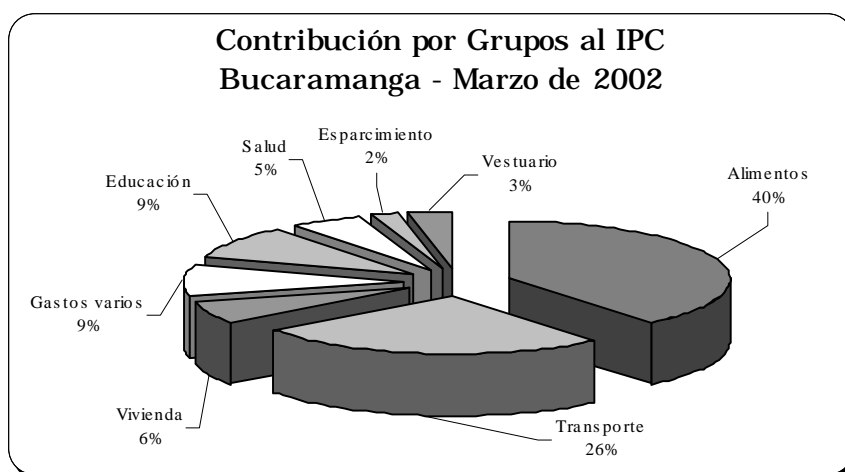 Contribución por Grupos al IPC
Bucaramanga - Marzo de 2002
Esparcimiento
2%
Salud
5%
Vestuario
3%
Alimentos
40%
Educación
9%
Gastos varios
9%
Vivienda
6%
Transporte
26%